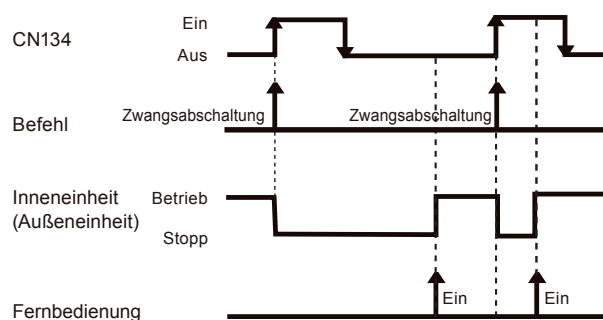 Ein
CN134
Aus
Zwangsabschaltung Zwangsabschaltung
Befehl
Inneneinheit
(Außeneinheit)
Betrieb
Stopp
Ein Ein
Fernbedienung